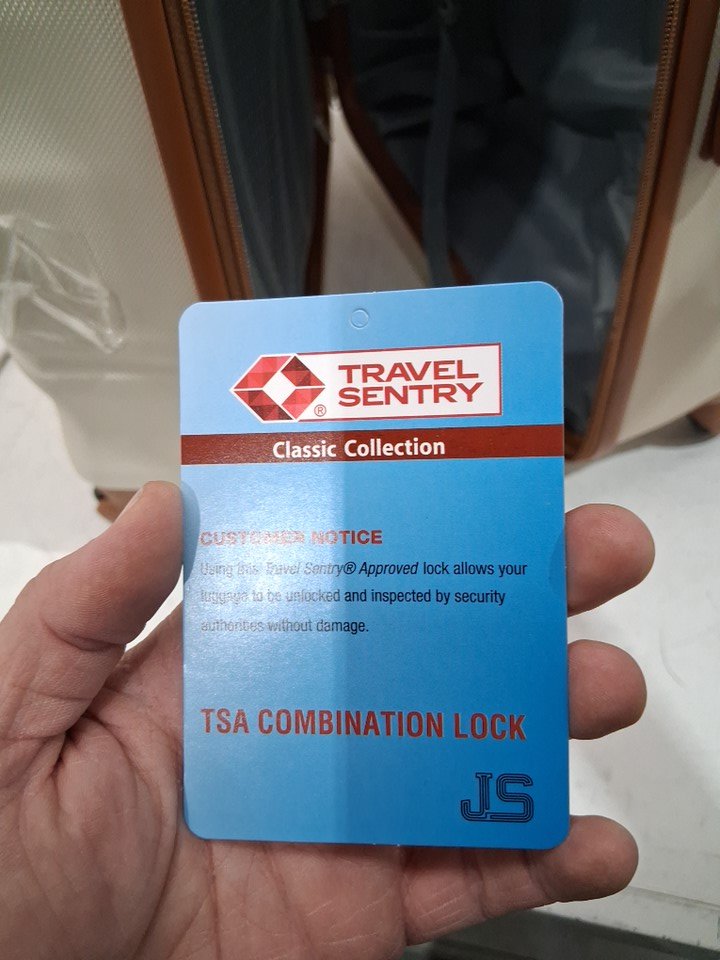 TRAVEL
SENTRY
®
Classic Collection
CUSTOMER NOTICE
Using this Travel Sentry® Approved lock allows your
luggage to be unlocked and inspected by security
authorities without damage.
TSA COMBINATION LOCK
JS